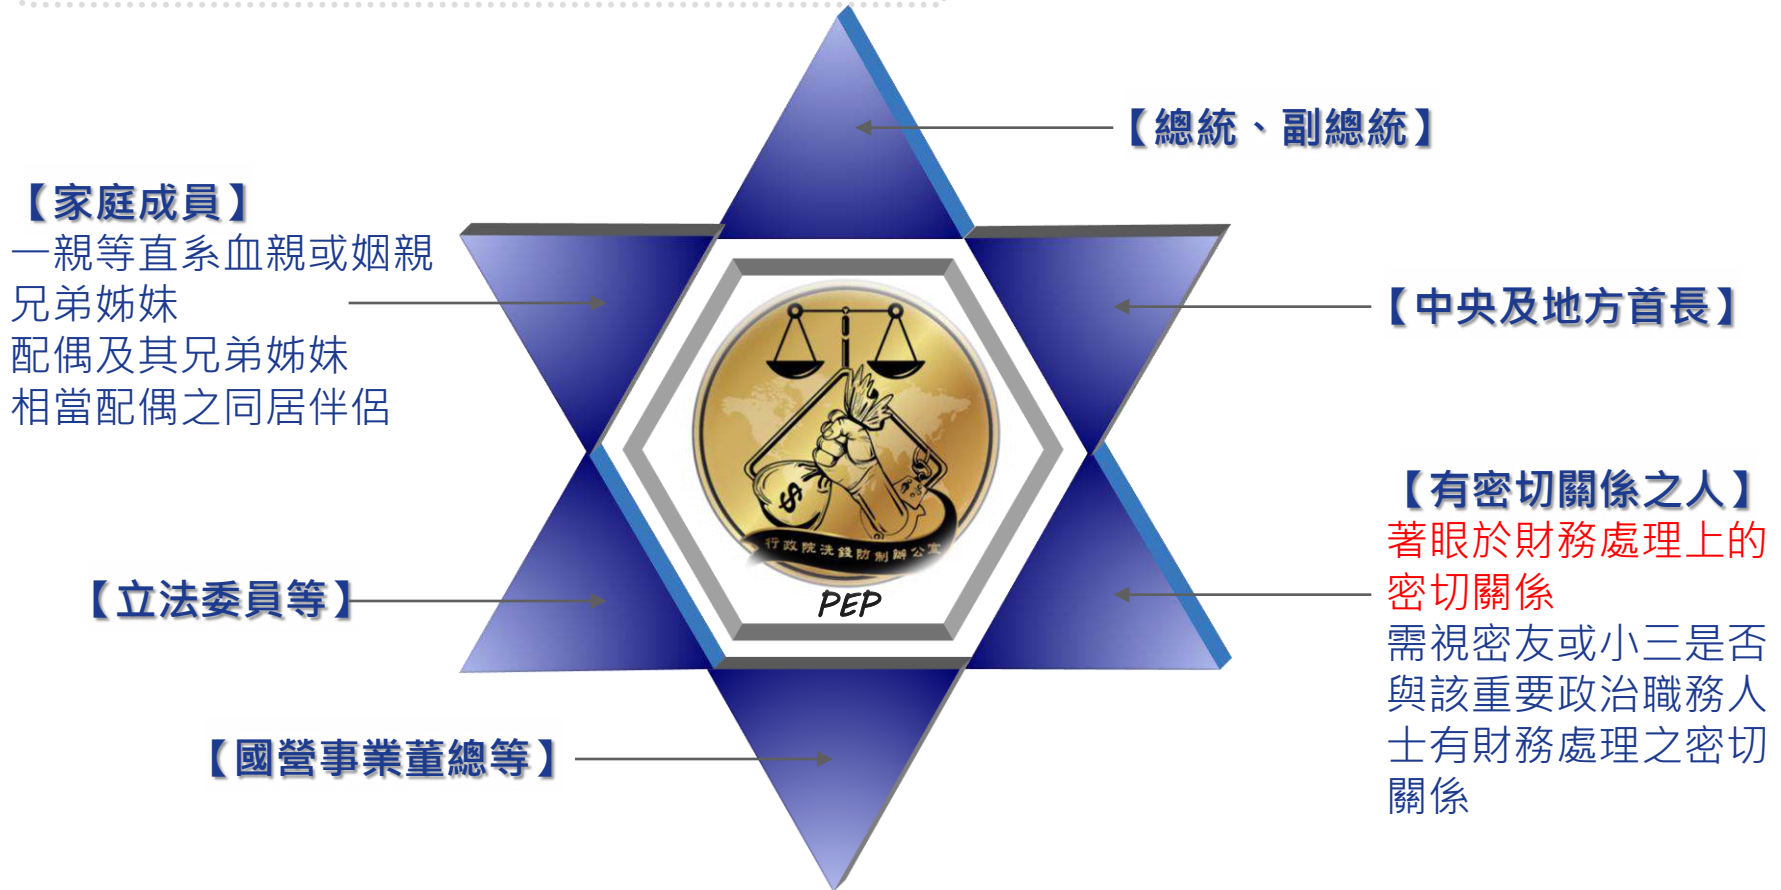 【總統、副總統】
【家庭成員】
一親等直系血親或姻親
兄弟姊妹
配偶及其兄弟姊妹
相當配偶之同居伴侶
【中央及地方首長】
【有密切關係之人】
著眼於財務處理上的
密切關係
需視密友或小三是否
與該重要政治職務人
士有財務處理之密切
關係
$
行政院洗錢防制辦公室
PEP
【立法委員等】
【國營事業董總等】